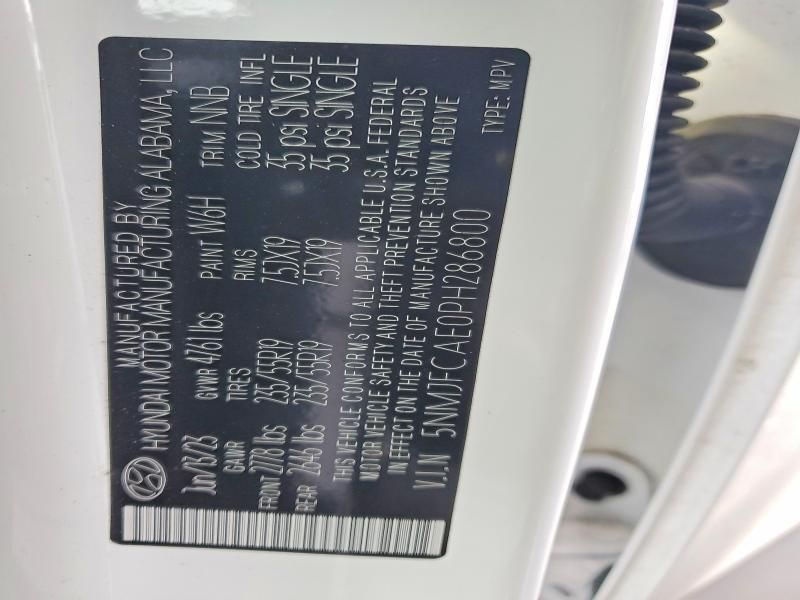 MANUFACTURED BY
HYUNDAI MOTOR MANUFACTURING ALABAMA, LLC
Jun/13/23 GVWR 4761 lbs PAINT W6H TRIM NNB
GAWR TIRES RIMS COLD TIRE INFL
FRONT 2778 lbs 235/55R19 7.5JX19 35 psi SINGLE
REAR 2646 lbs 235/55R19 7.5JX19 35 psi SINGLE
THIS VEHICLE CONFORMS TO ALL APPLICABLE U.S.A. FEDERAL
MOTOR VEHICLE SAFETY AND THEFT PREVENTION STANDARDS
IN EFFECT ON THE DATE OF MANUFACTURE SHOWN ABOVE
V.I.N 5NMJFCAE0PH286800
TYPE: MPV